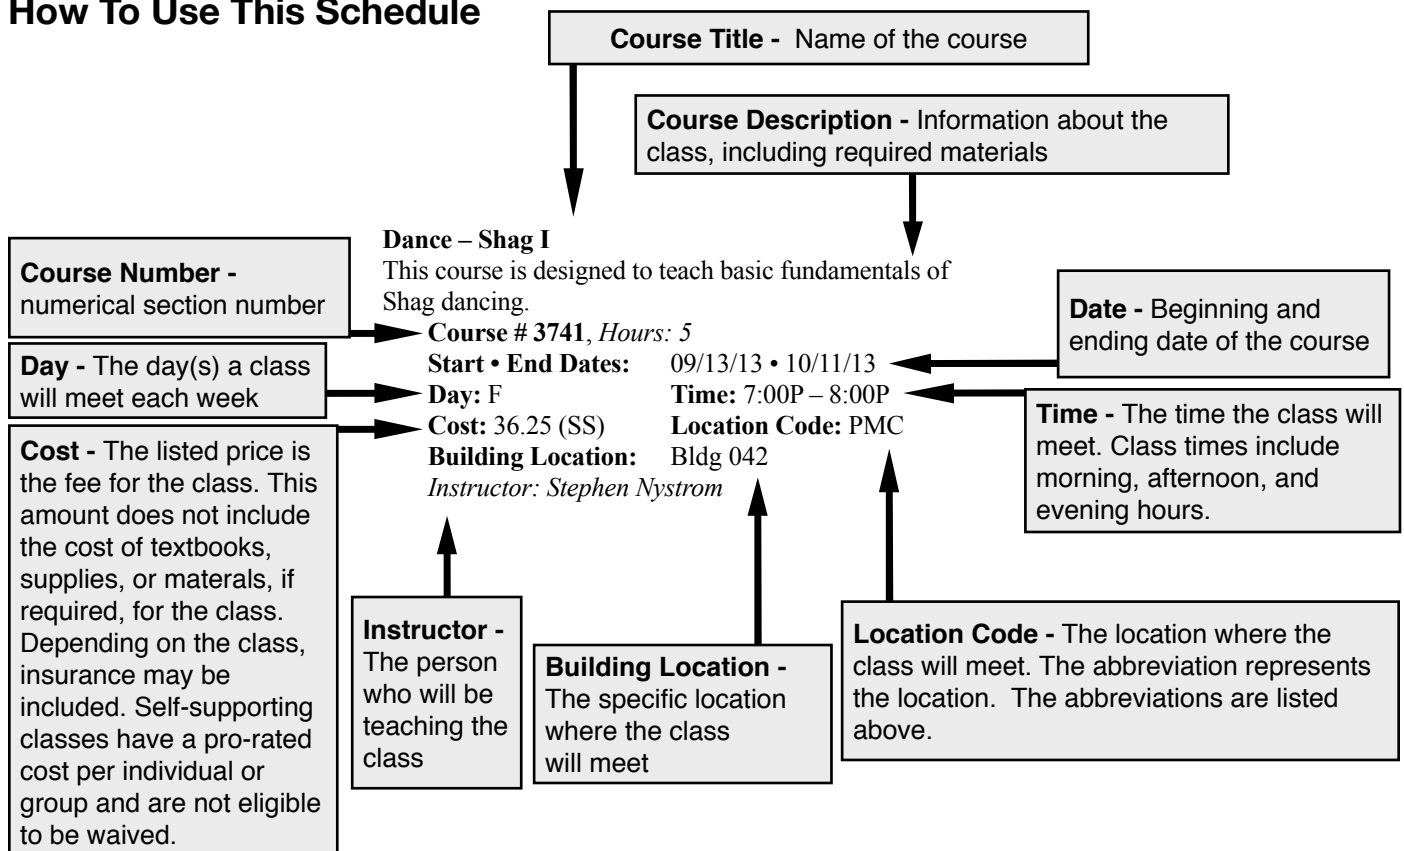 How To Use This Schedule
Course Title -  Name of the course
Course Description - Information about the
class, including required materials
Dance – Shag I
This course is designed to teach basic fundamentals of
Shag dancing.
Course # 3741, Hours: 5
Start • End Dates: 09/13/13 • 10/11/13
Day: F Time: 7:00P – 8:00P
Cost: 36.25 (SS) Location Code: PMC
Building Location: Bldg 042
Instructor: Stephen Nystrom
Course Number -
numerical section number
Day - The day(s) a class
will meet each week
Cost - The listed price is
the fee for the class. This
amount does not include
the cost of textbooks,
supplies, or materals, if
required, for the class.
Depending on the class,
insurance may be
included. Self-supporting
classes have a pro-rated
cost per individual or
group and are not eligible
to be waived.
Instructor -
The person
who will be
teaching the
class
Building Location -
The specific location
where the class
will meet
Date - Beginning and
ending date of the course
Time - The time the class will
meet. Class times include
morning, afternoon, and
evening hours.
Location Code - The location where the
class will meet. The abbreviation represents
the location.  The abbreviations are listed
above.